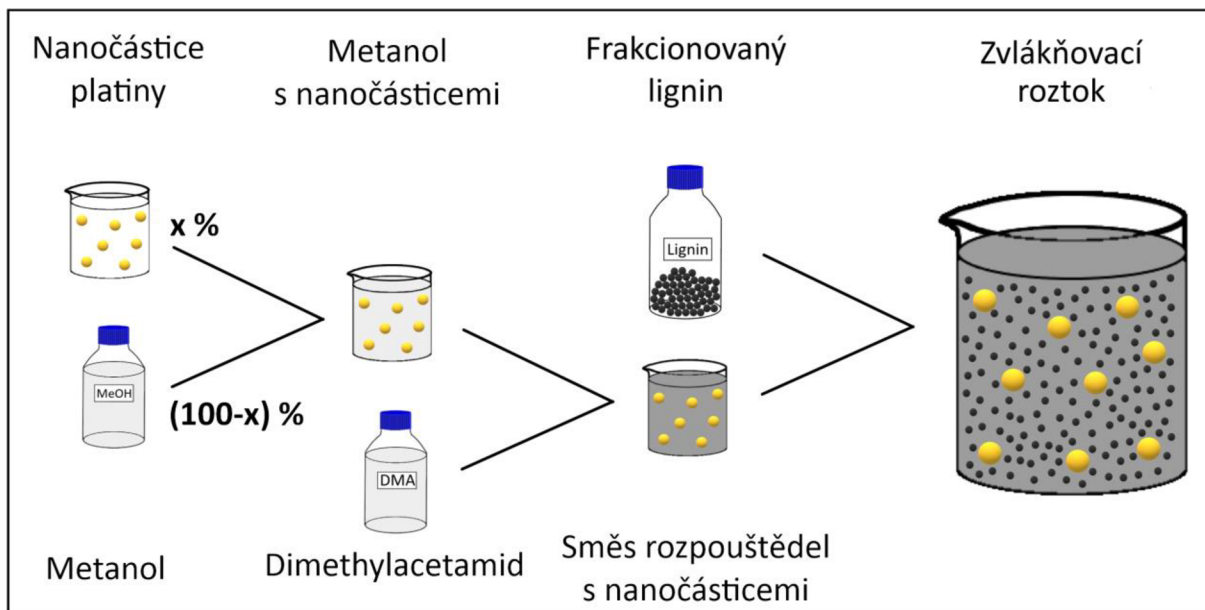 Nanočástice
platiny
Metanol
s nanočásticemi
Frakcionovaný
lignin
Zvlákňovací
roztok
x %
Lignin
MeOH
(100-x) %
DMA
Metanol
Dimethylacetamid
Směs rozpouštědel
s nanočásticemi